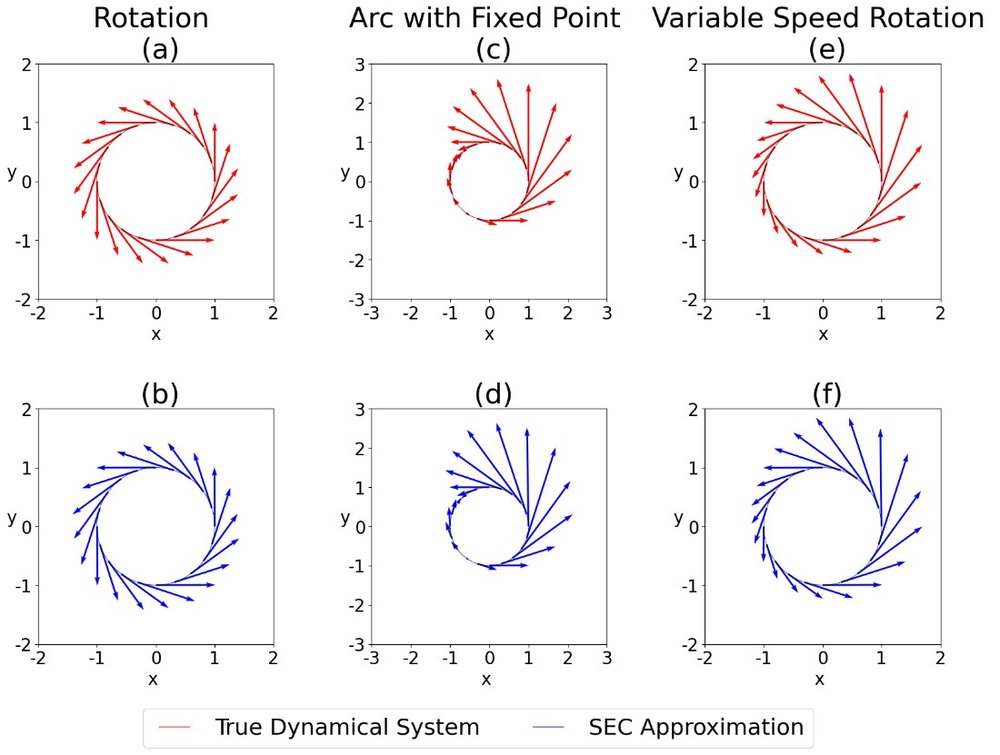 Rotation
Arc with Fixed Point
Variable Speed Rotation
(a)
(c)
(e)
2
1
0
-1
-2
y
-2 -1 0 1 2
x
3
2
1
0
-1
-2
-3
y
-3 -2 -1 0 1 2 3
x
2
1
0
-1
-2
y
-2 -1 0 1 2
x
(b)
(d)
(f)
2
1
0
-1
-2
y
-2 -1 0 1 2
x
3
2
1
0
-1
-2
-3
y
-3 -2 -1 0 1 2 3
x
2
1
0
-1
-2
y
-2 -1 0 1 2
x
True Dynamical System
SEC Approximation